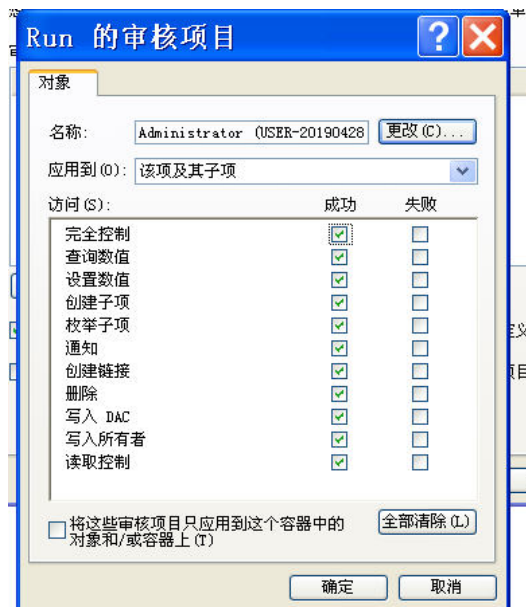 Run 的审核项目
对象
名称: Administrator (USER-20190428 更改(C)...
应用到(O): 该项及其子项
访问(S): 成功 失败
完全控制
查询数值
设置数值
创建子项
枚举子项
通知
创建链接
删除
写入 DAC
写入所有者
读取控制
将这些审核项目只应用到这个容器中的
对象和/或容器上(T)
全部清除(L)
确定 取消